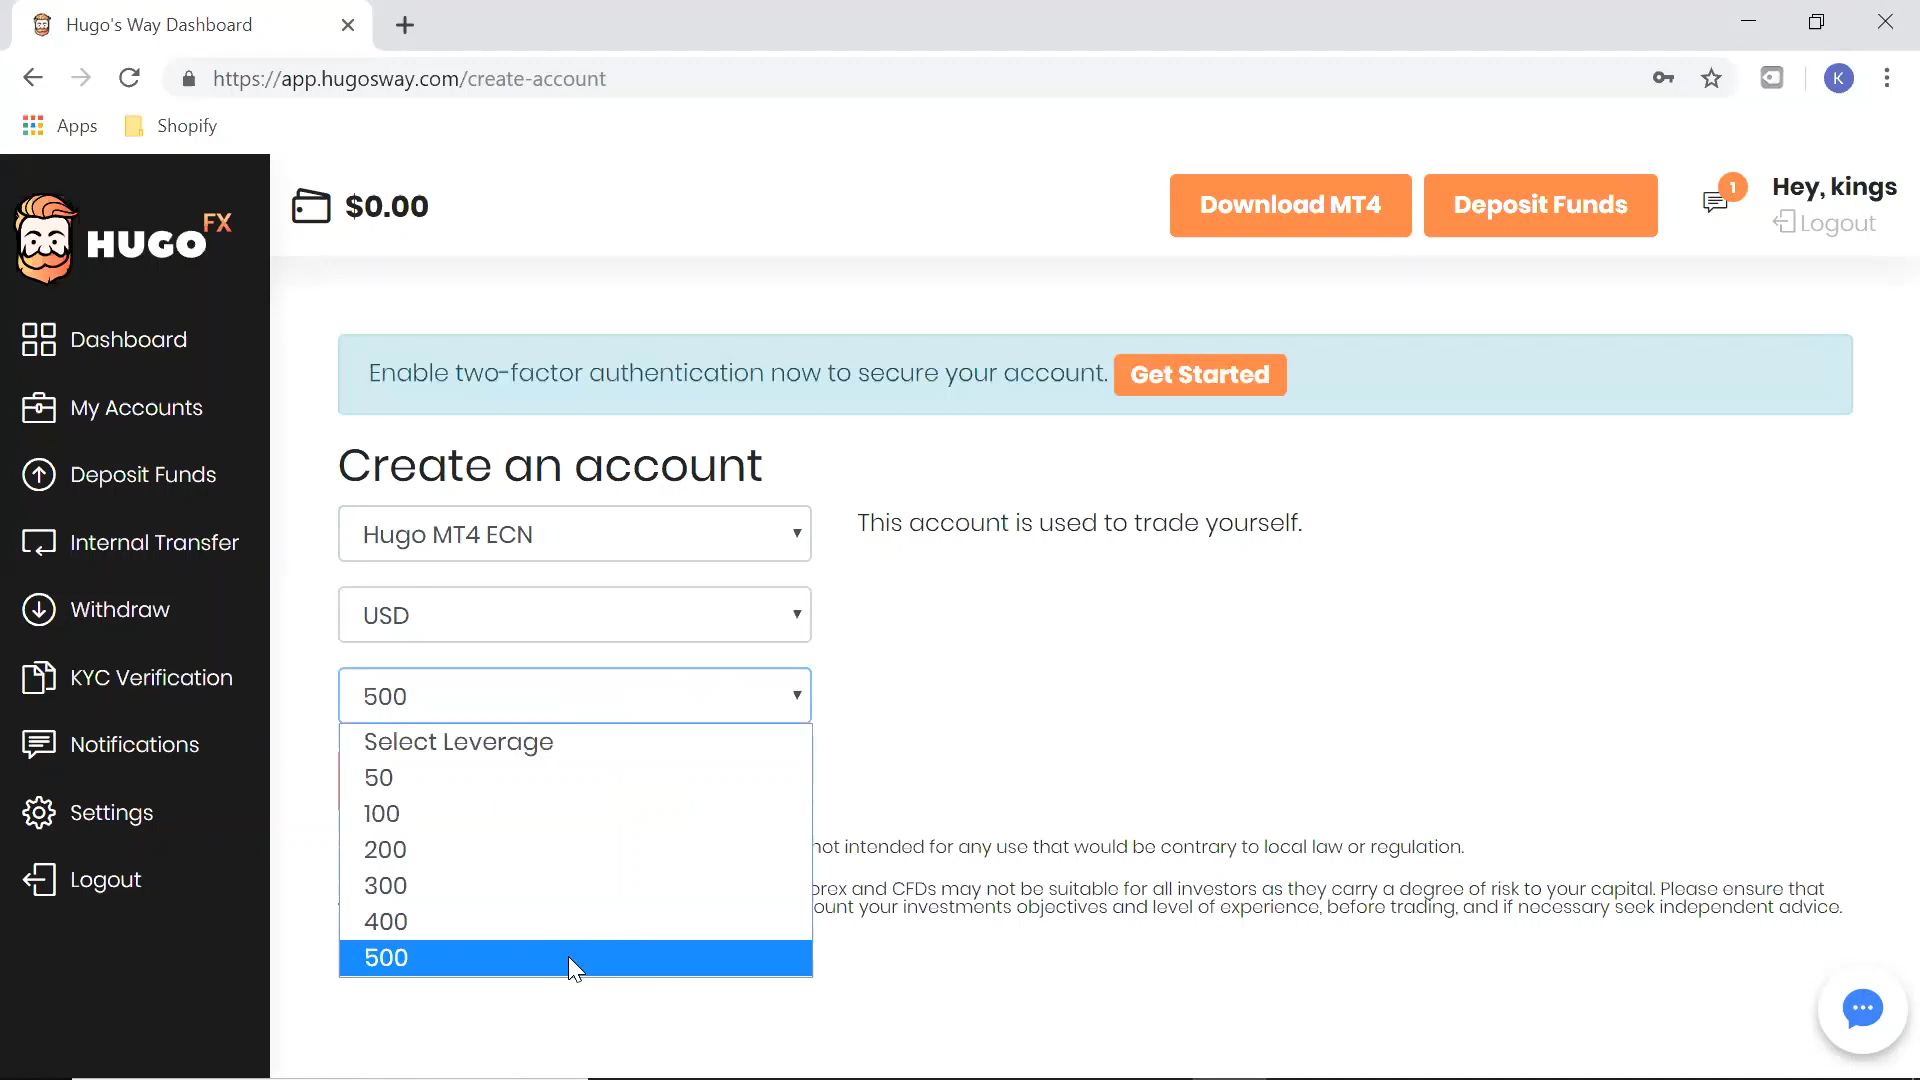 Hugo's Way Dashboard
https://app.hugosway.com/create-account
K
Apps
Shopify
HUGO FX
$0.00
Download MT4
Deposit Funds
1
Hey, kings
Logout
Dashboard
My Accounts
Deposit Funds
Internal Transfer
Withdraw
KYC Verification
Notifications
Settings
Logout
Enable two-factor authentication now to secure your account.
Get Started
Create an account
Hugo MT4 ECN
This account is used to trade yourself.
USD
500
Select Leverage
50
100
200
300
400
500
not intended for any use that would be contrary to local law or regulation.
orex and CFDs may not be suitable for all investors as they carry a degree of risk to your capital. Please ensure that
ount your investments objectives and level of experience, before trading, and if necessary seek independent advice.